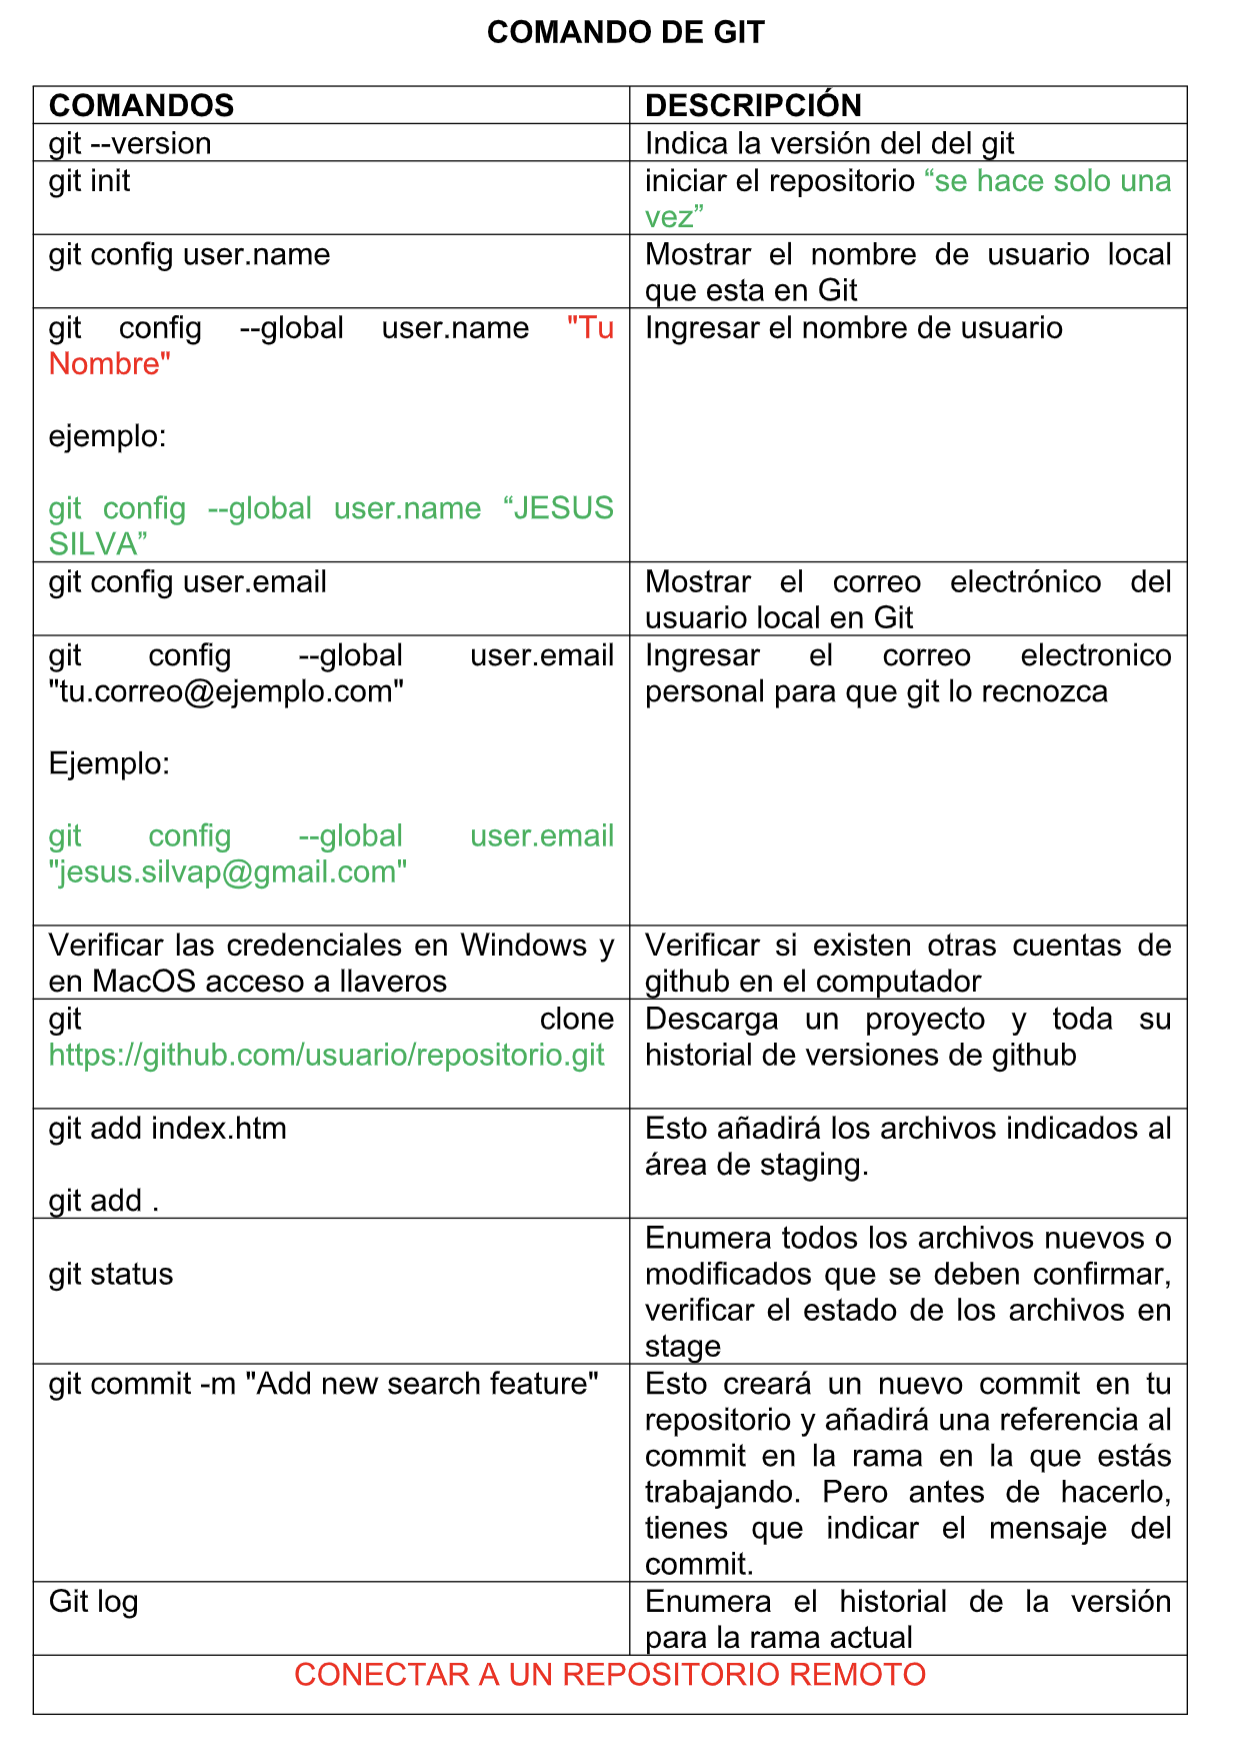 COMANDO DE GIT
COMANDOS
DESCRIPCIÓN
git --version
Indica la versión del del git
git init
iniciar el repositorio “se hace solo una
vez”
git config user.name
Mostrar el nombre de usuario local
que esta en Git
git config --global user.name "Tu
Nombre"
ejemplo:
git config --global user.name “JESUS
SILVA”
Ingresar el nombre de usuario
git config user.email
Mostrar el correo electrónico del
usuario local en Git
git config --global user.email
"tu.correo@ejemplo.com"
Ejemplo:
git config --global user.email
"jesus.silvap@gmail.com"
Ingresar el correo electronico
personal para que git lo recnozca
Verificar las credenciales en Windows y
en MacOS acceso a llaveros
Verificar si existen otras cuentas de
github en el computador
git clone
https://github.com/usuario/repositorio.git
Descarga un proyecto y toda su
historial de versiones de github
git add index.htm
git add .
Esto añadirá los archivos indicados al
área de staging.
git status
Enumera todos los archivos nuevos o
modificados que se deben confirmar,
verificar el estado de los archivos en
stage
git commit -m "Add new search feature"
Esto creará un nuevo commit en tu
repositorio y añadirá una referencia al
commit en la rama en la que estás
trabajando. Pero antes de hacerlo,
tienes que indicar el mensaje del
commit.
Git log
Enumera el historial de la versión
para la rama actual
CONECTAR A UN REPOSITORIO REMOTO